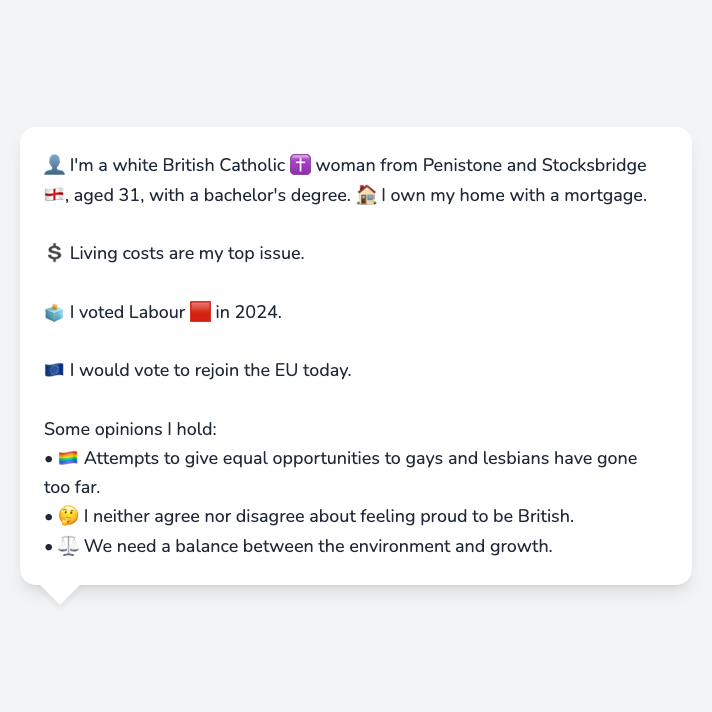 👤 I'm a white British Catholic ✝️ woman from Penistone and Stocksbridge
🏴󠁧󠁢󠁥󠁮󠁧󠁿, aged 31, with a bachelor's degree. 🏠 I own my home with a mortgage.
💲 Living costs are my top issue.
🗳️ I voted Labour 🟥 in 2024.
🇪🇺 I would vote to rejoin the EU today.
Some opinions I hold:
• 🏳️‍🌈 Attempts to give equal opportunities to gays and lesbians have gone
too far.
• 🤔 I neither agree nor disagree about feeling proud to be British.
• ⚖️ We need a balance between the environment and growth.